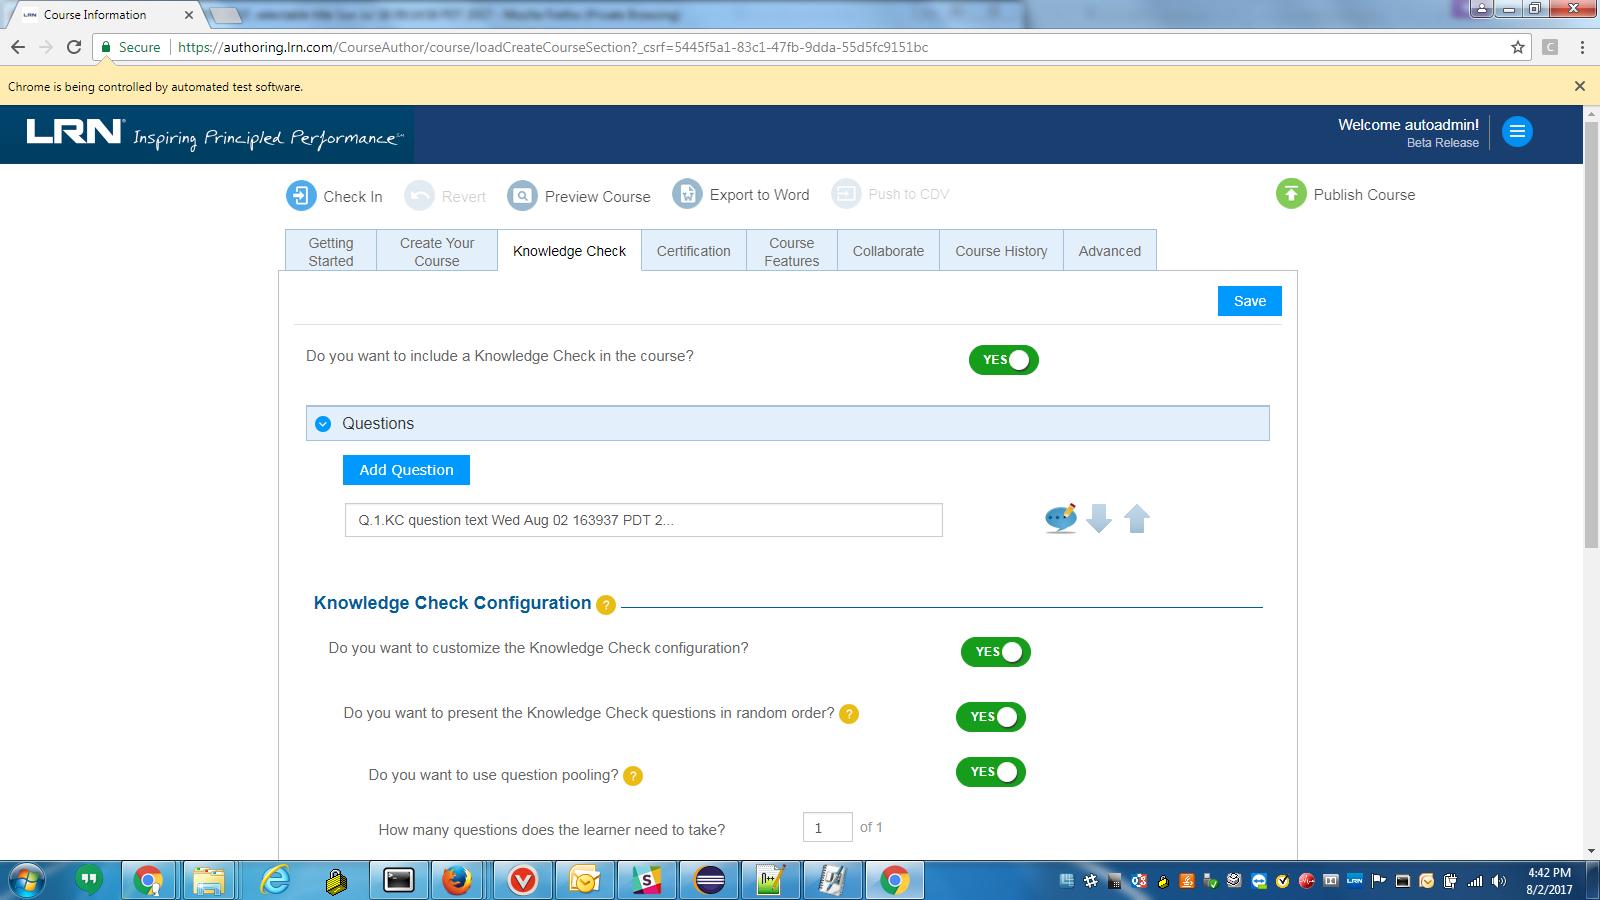 Course Information
Secure https://authoring.lrn.com/CourseAuthor/course/loadCreateCourseSection?_csrf=5445f5a1-83c1-47fb-9dda-55d5fc9151bc
Chrome is being controlled by automated test software.
LRN Inspiring Principled Performance
Welcome autoadmin!
Beta Release
Check In Revert Preview Course Export to Word Push to CDV Publish Course
Getting Started Create Your Course Knowledge Check Certification Course Features Collaborate Course History Advanced
Save
Do you want to include a Knowledge Check in the course? YES
Questions
Add Question
Q.1.KC question text Wed Aug 02 163937 PDT 2...
Knowledge Check Configuration ?
Do you want to customize the Knowledge Check configuration? YES
Do you want to present the Knowledge Check questions in random order? ? YES
Do you want to use question pooling? ? YES
How many questions does the learner need to take? 1 of 1
4:42 PM
8/2/2017